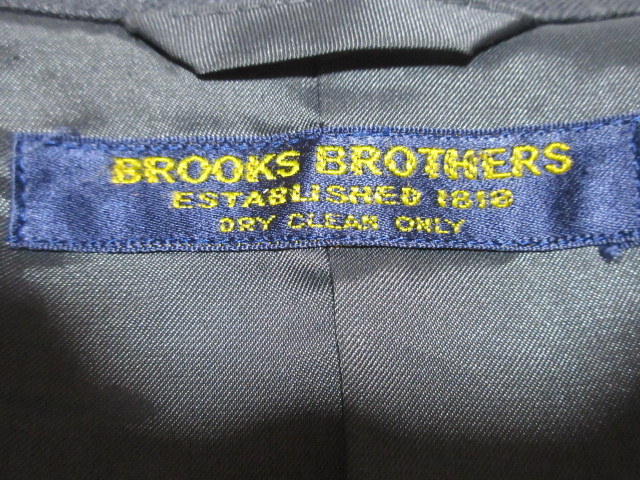 BROOKS BROTHERS
ESTABLISHED 1818
DRY CLEAN ONLY